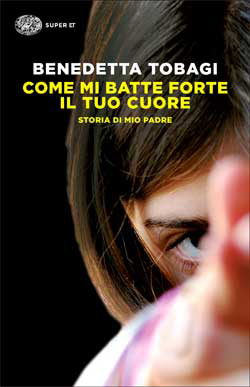 SUPER ET
BENEDETTA TOBAGI
COME MI BATTE FORTE
IL TUO CUORE
STORIA DI MIO PADRE